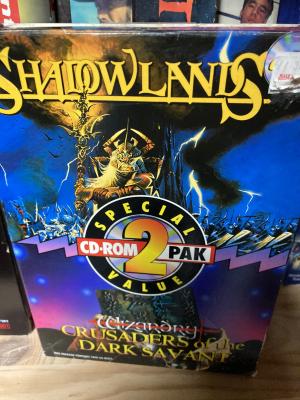 SHADOWLANDS
SPECIAL
CD-ROM 2 PAK
VALUE
Wizardry
CRUSADERS of the
DARK SAVANT